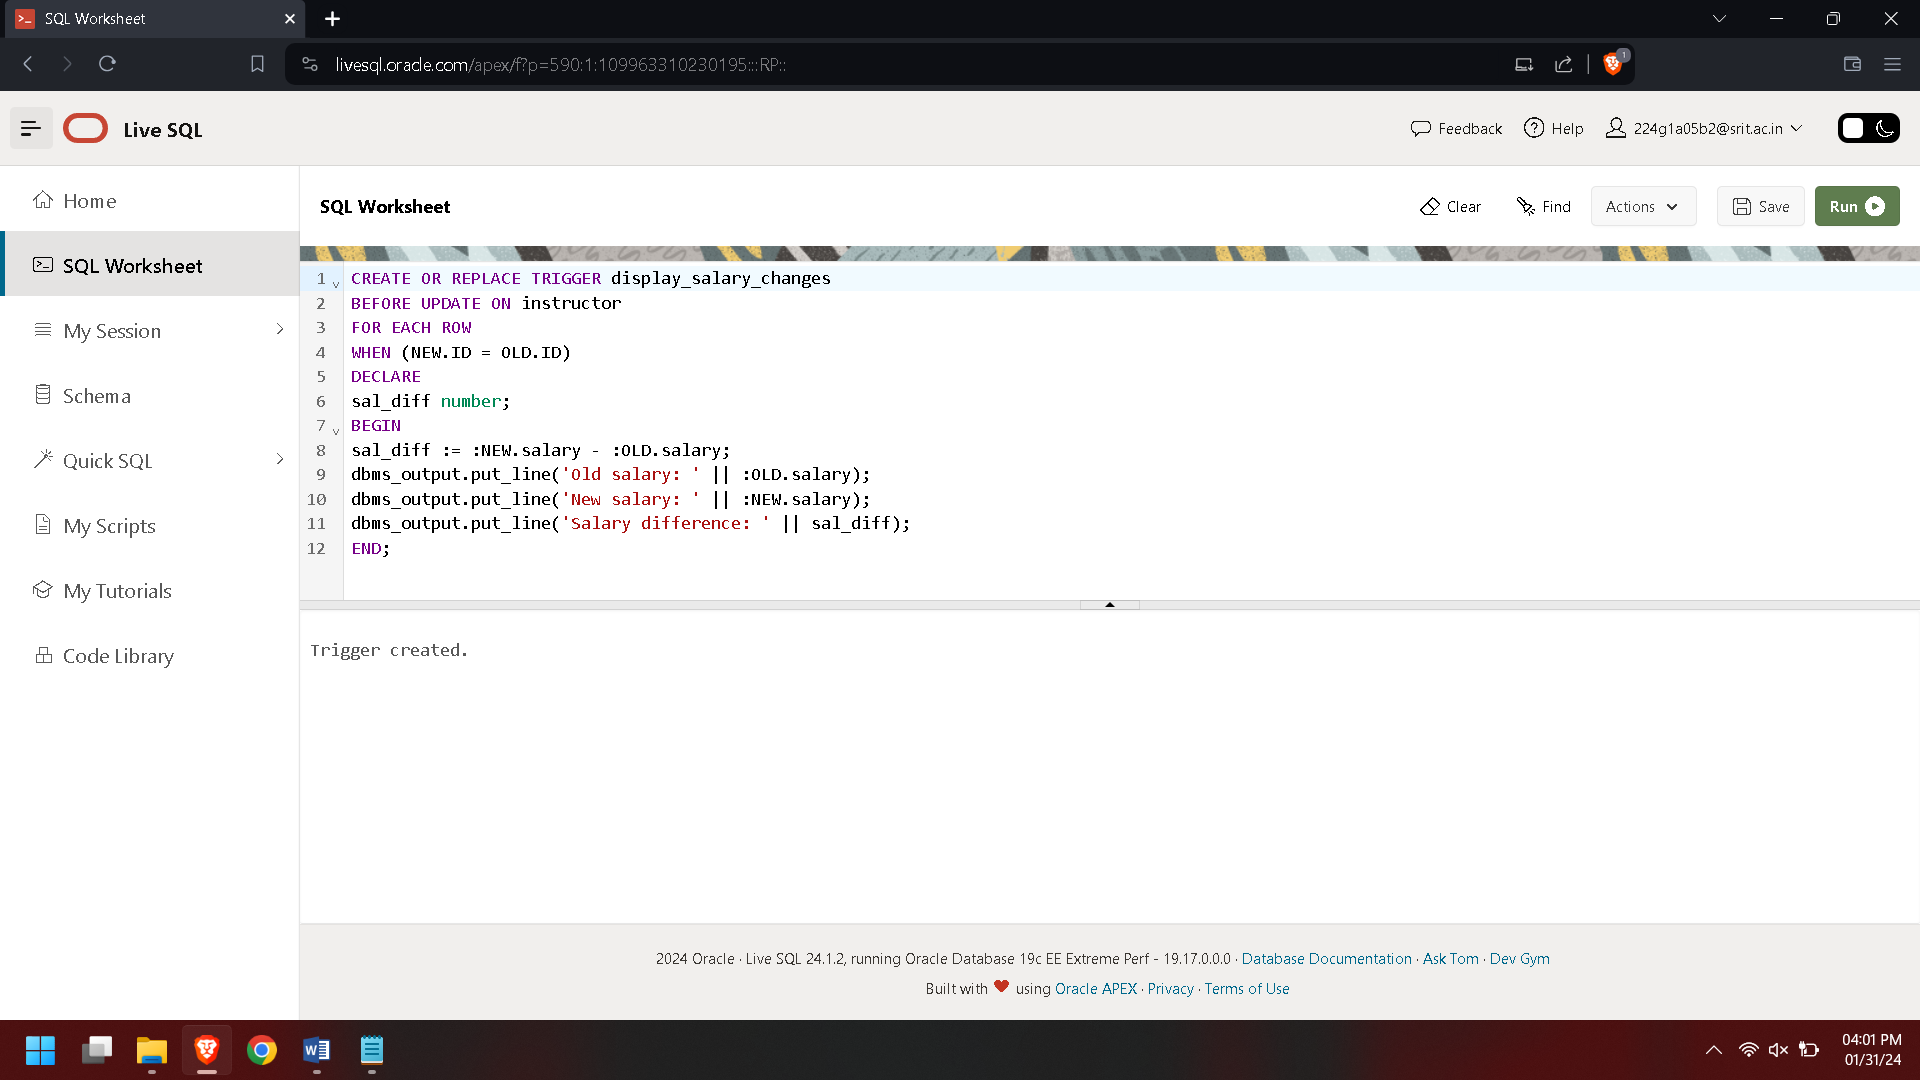 SQL Worksheet
livesql.oracle.com/apex/f?p=590:1:109963310230195:::RP::
1
Live SQL
Feedback
Help
224g1a05b2@srit.ac.in
Home
SQL Worksheet
My Session
Schema
Quick SQL
My Scripts
My Tutorials
Code Library
SQL Worksheet
Clear
Find
Actions
Save
Run
1 CREATE OR REPLACE TRIGGER display_salary_changes
2 BEFORE UPDATE ON instructor
3 FOR EACH ROW
4 WHEN (NEW.ID = OLD.ID)
5 DECLARE
6 sal_diff number;
7 BEGIN
8 sal_diff := :NEW.salary - :OLD.salary;
9 dbms_output.put_line('Old salary: ' || :OLD.salary);
10 dbms_output.put_line('New salary: ' || :NEW.salary);
11 dbms_output.put_line('Salary difference: ' || sal_diff);
12 END;
Trigger created.
2024 Oracle · Live SQL 24.1.2, running Oracle Database 19c EE Extreme Perf - 19.17.0.0.0 · Database Documentation · Ask Tom · Dev Gym
Built with ❤ using Oracle APEX · Privacy · Terms of Use
04:01 PM
01/31/24